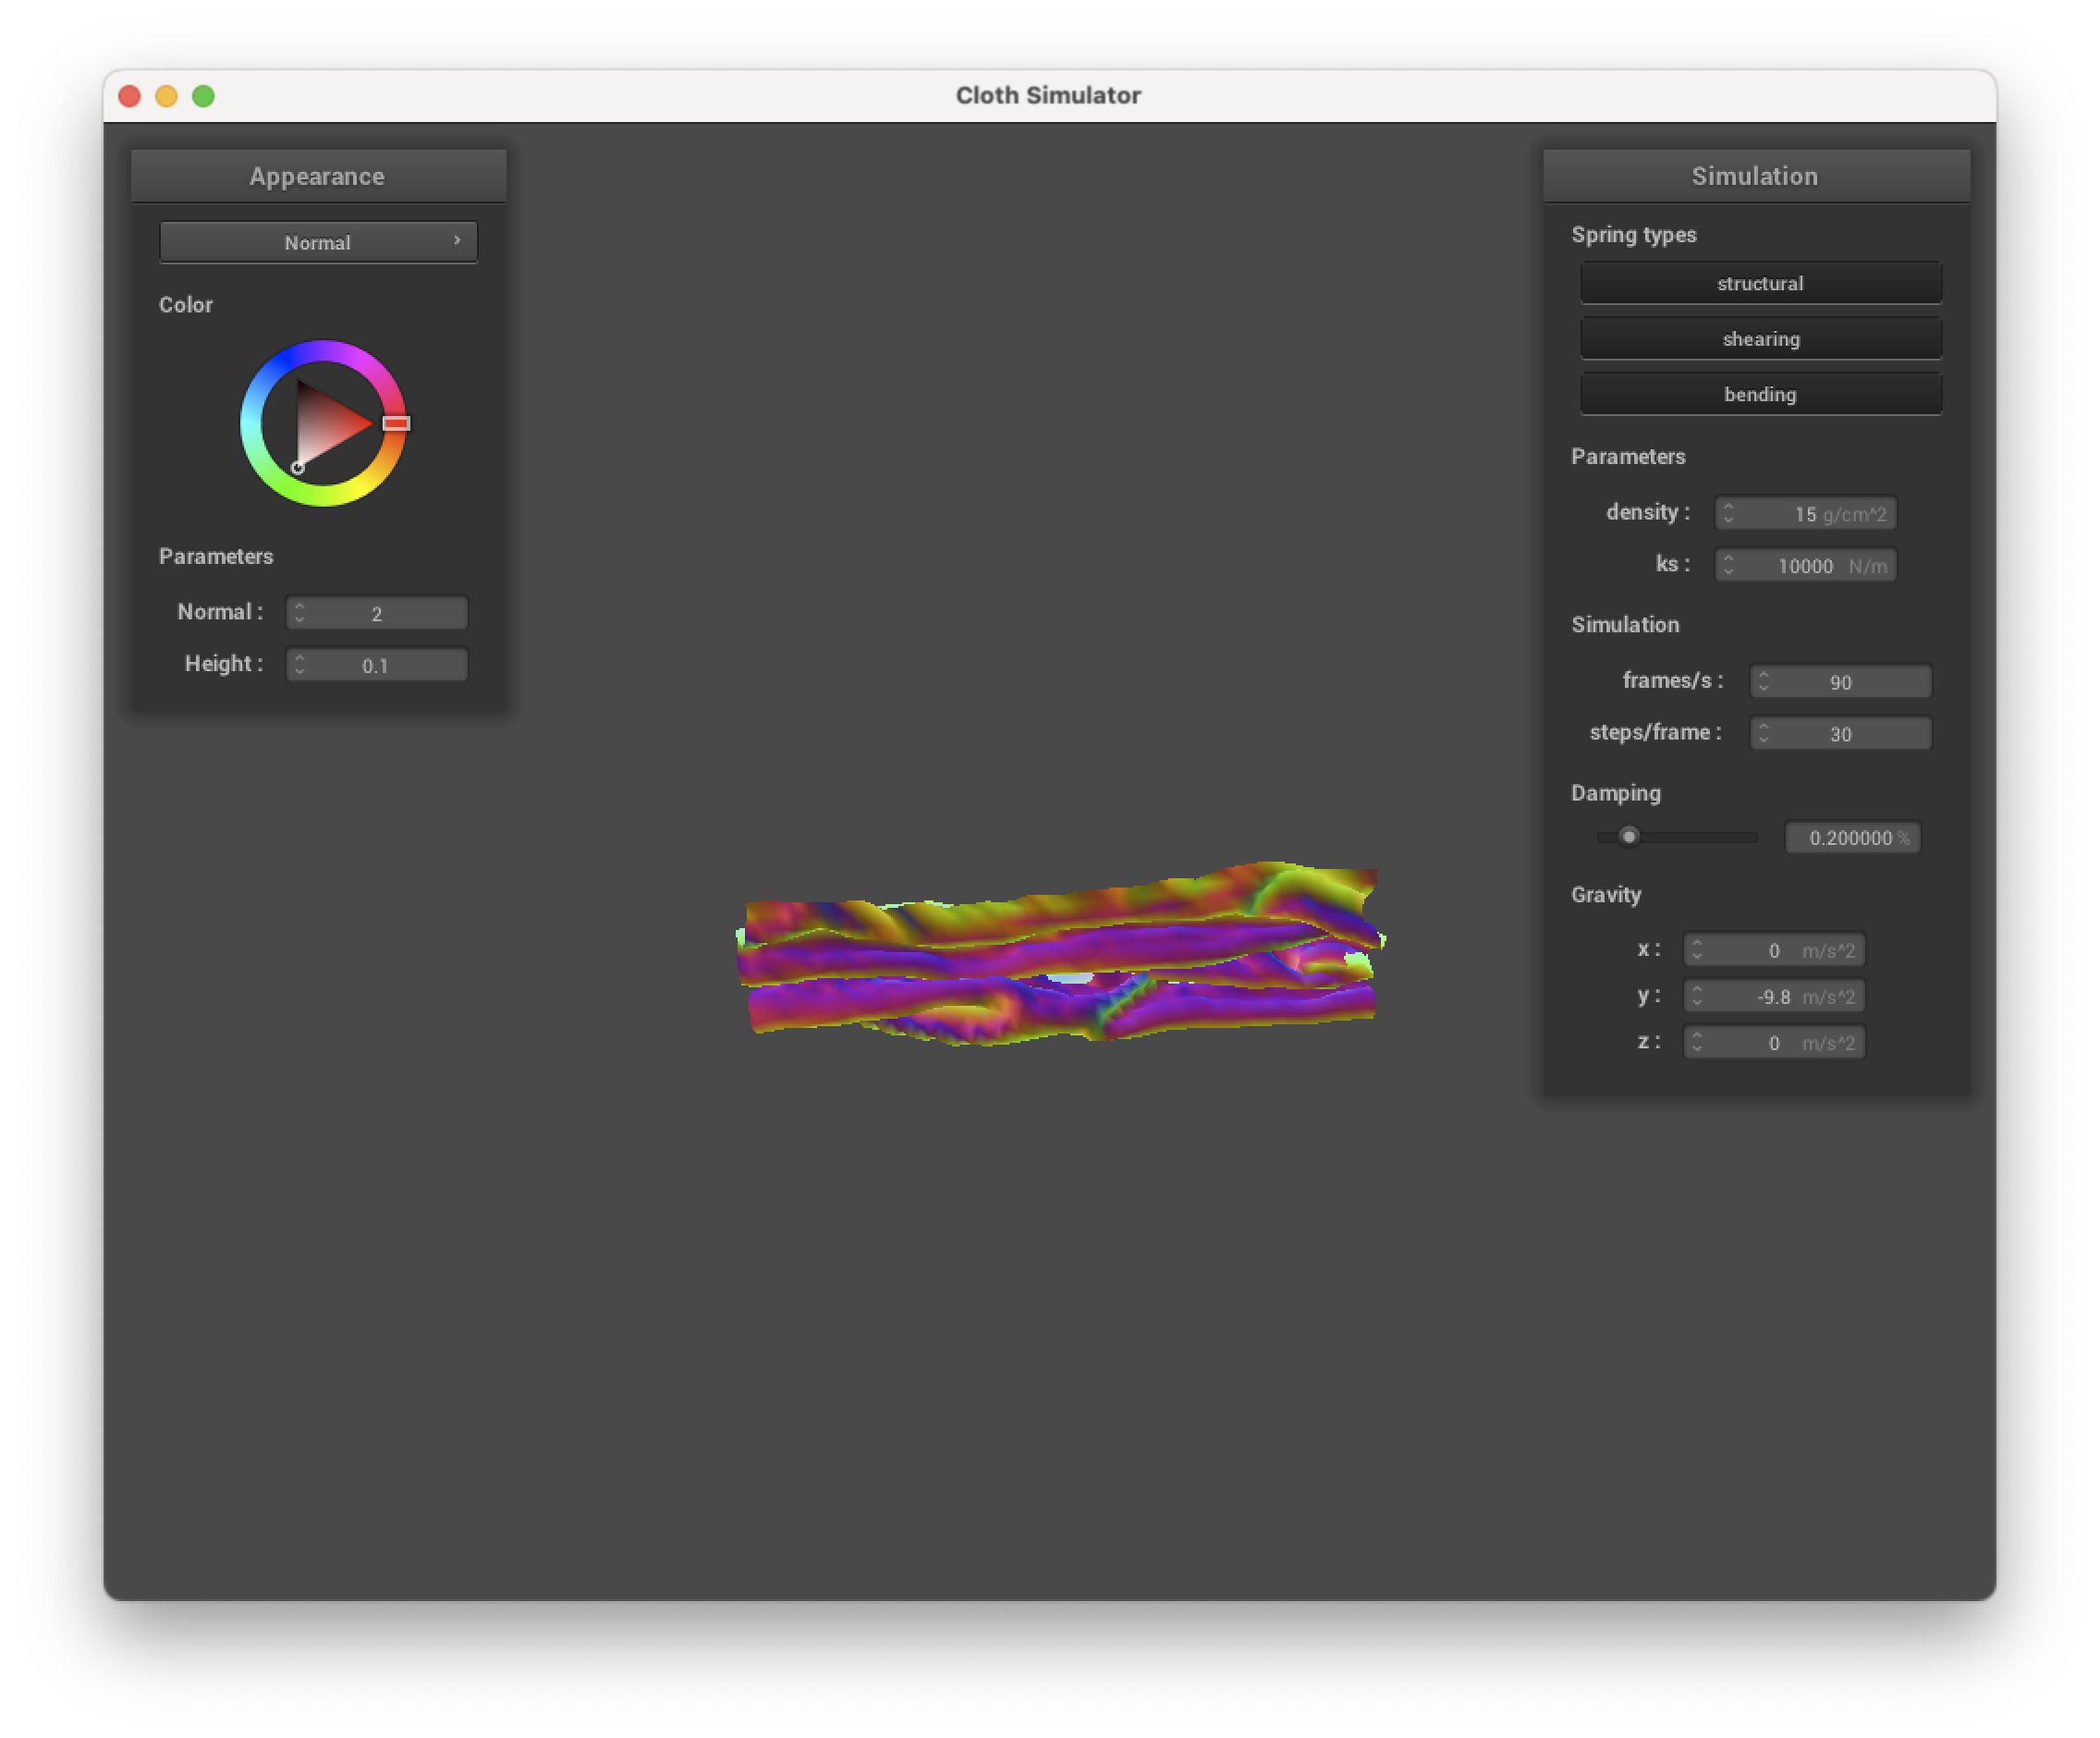 Cloth Simulator
Appearance
Normal
Color
Parameters
Normal : 2
Height : 0.1
Simulation
Spring types
structural
shearing
bending
Parameters
density : 15 g/cm^2
ks : 10000 N/m
Simulation
frames/s : 90
steps/frame : 30
Damping
0.200000 %
Gravity
x : 0 m/s^2
y : -9.8 m/s^2
z : 0 m/s^2